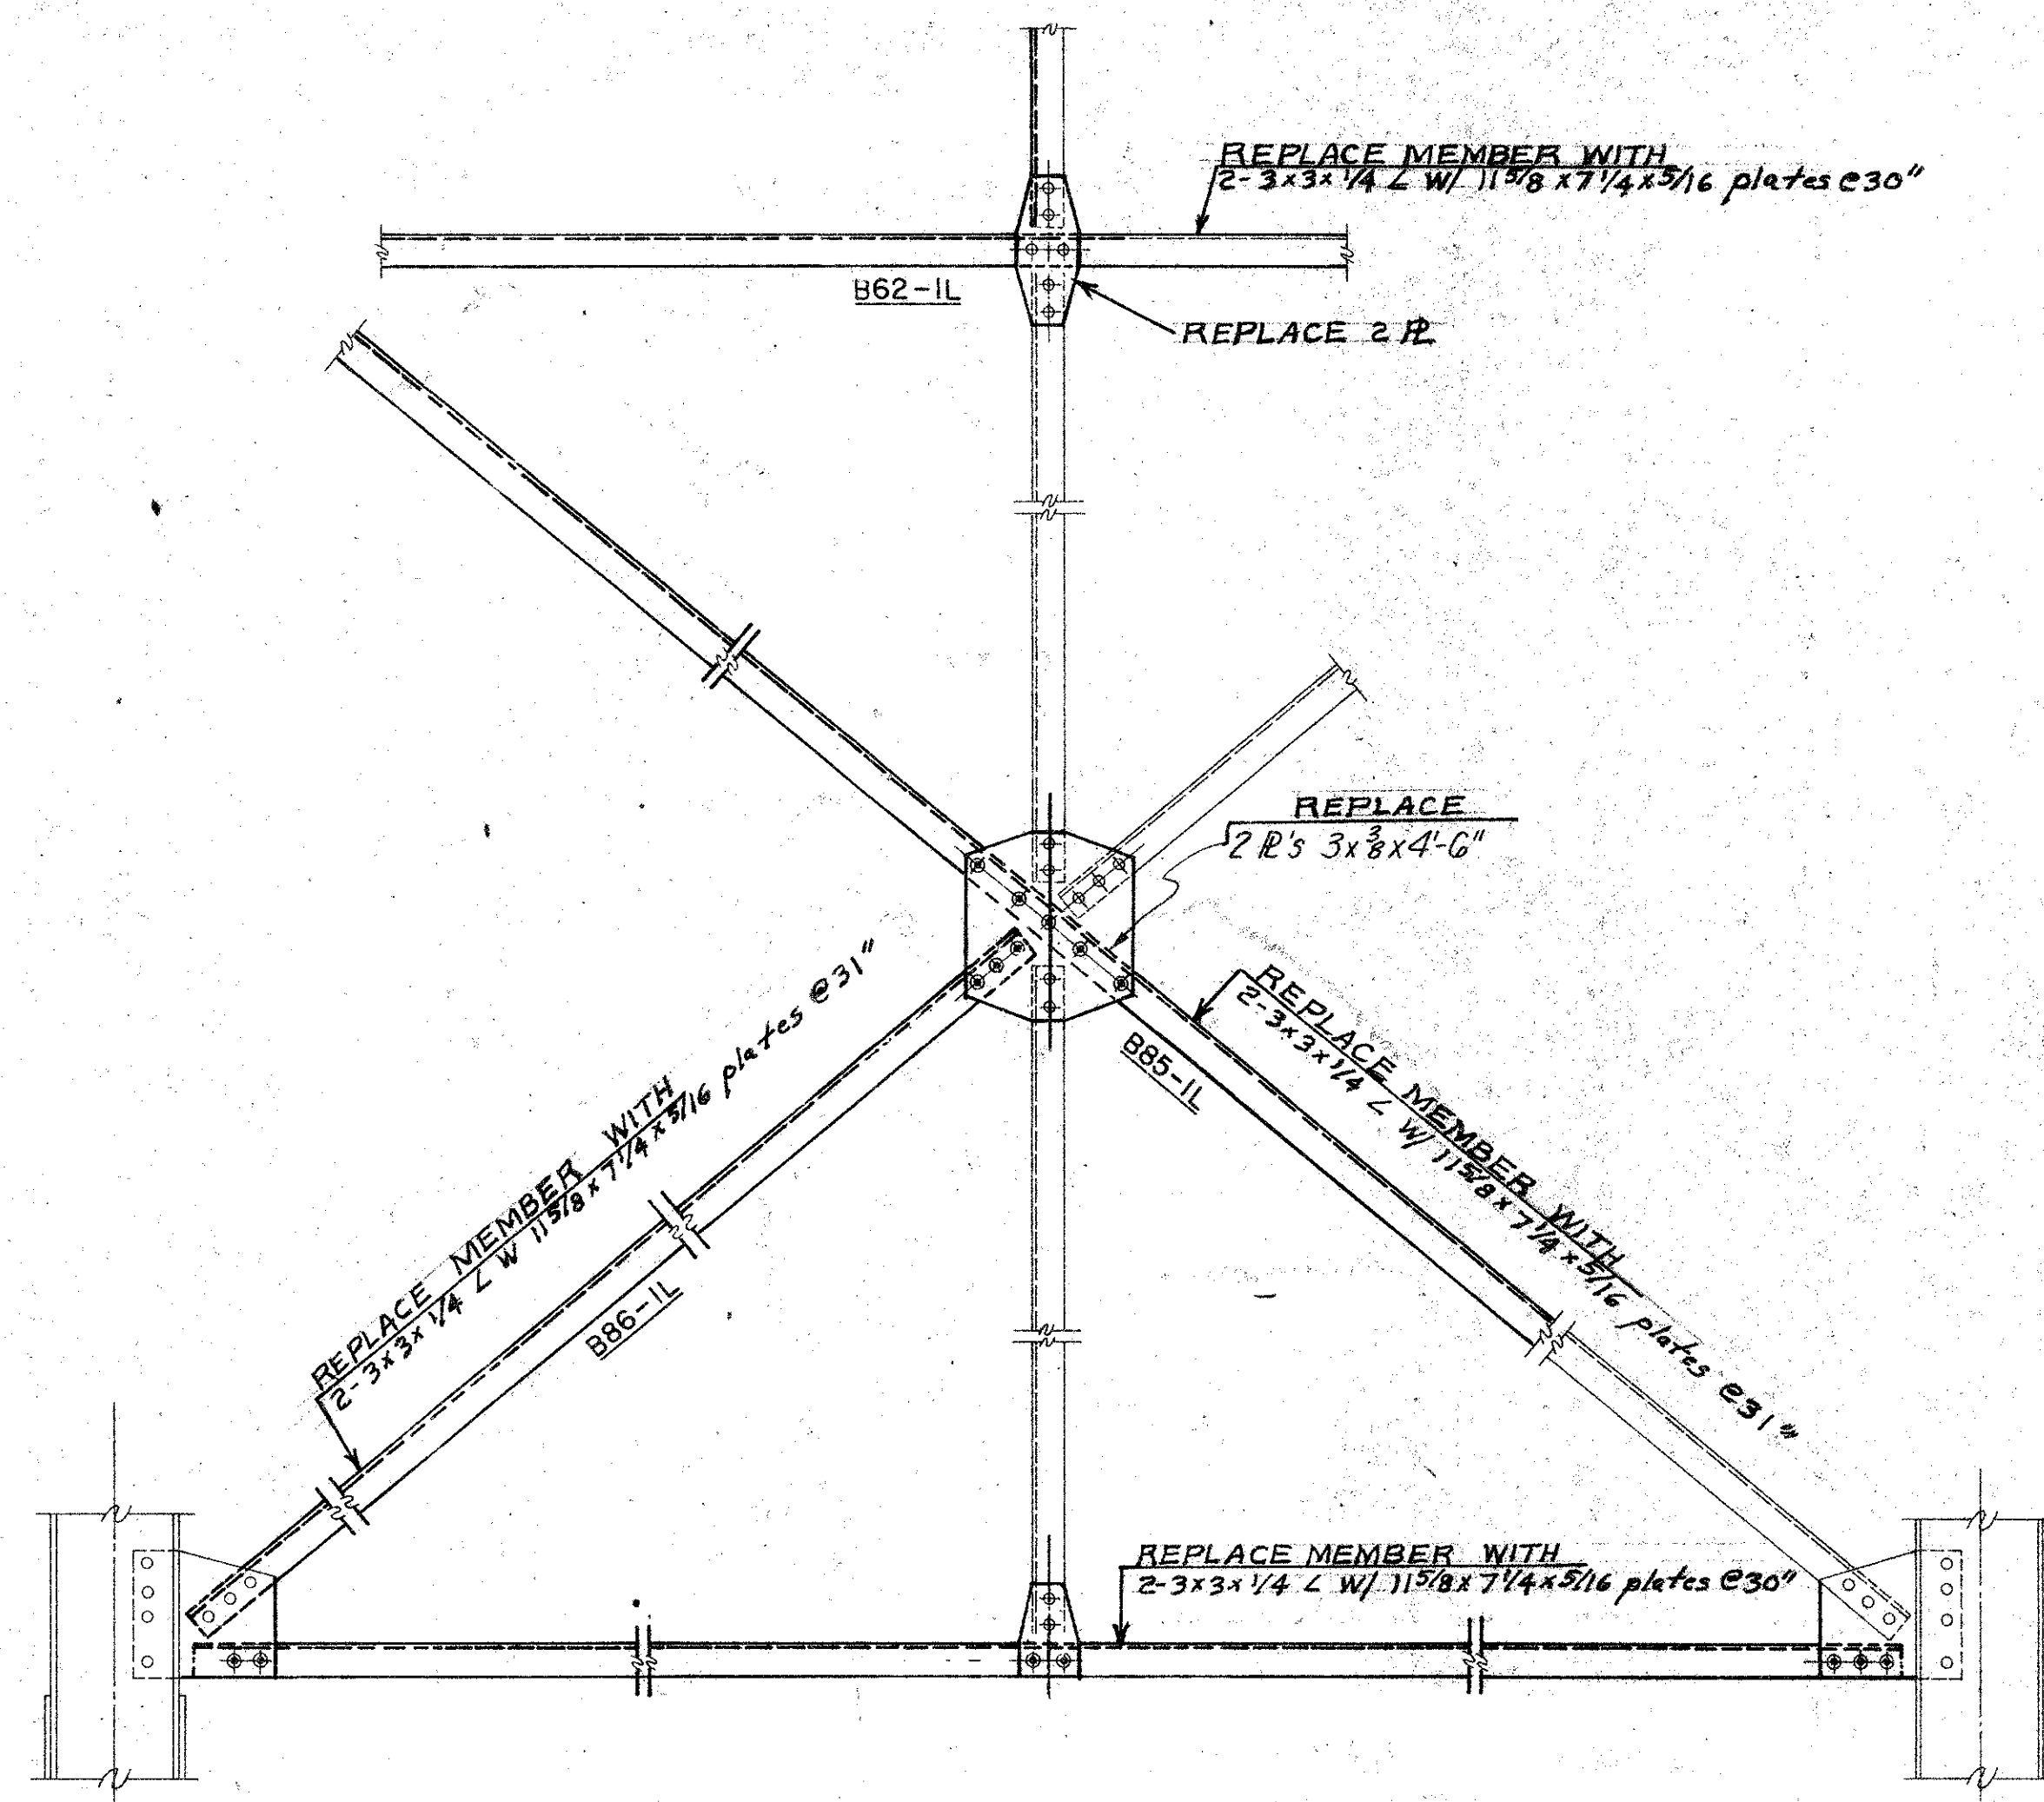 REPLACE MEMBER WITH
2-3x3x1/4 ∠ W/ 11 5/8 x 7 1/4 x 5/16 plates @30"
B62-1L
REPLACE 2 ℙL
REPLACE
2 ℙL's 3x3/8x4'-6"
REPLACE MEMBER WITH
2-3x3x1/4 ∠ W 11 5/8 x 7 1/4 x 5/16 plates @31"
B86-1L
REPLACE MEMBER WITH
2-3x3x1/4 ∠ W/ 11 5/8 x 7 1/4 x 5/16 plates @31"
B85-1L
REPLACE MEMBER WITH
2-3x3x1/4 ∠ W/ 11 5/8 x 7 1/4 x 5/16 plates @30"